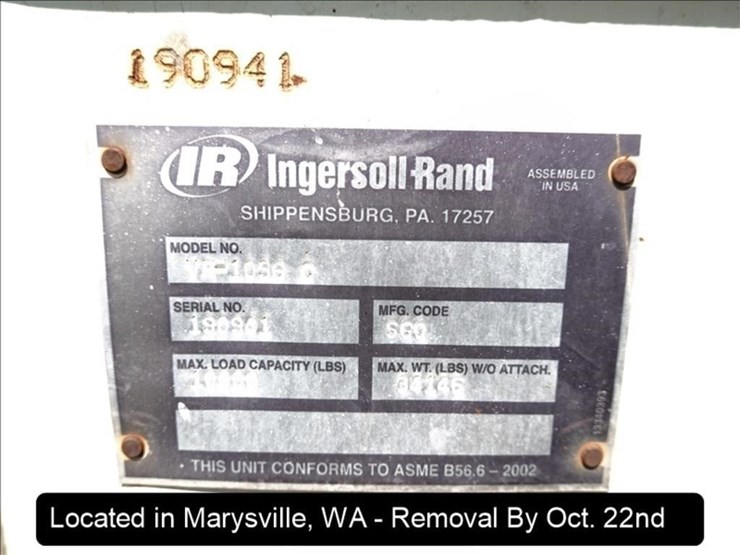 190941
IR Ingersoll Rand
ASSEMBLED
IN USA
SHIPPENSBURG, PA. 17257
MODEL NO.
SERIAL NO.
190941
MFG. CODE
MAX. LOAD CAPACITY (LBS)
MAX. WT. (LBS) W/O ATTACH.
• THIS UNIT CONFORMS TO ASME B56.6 – 2002
Located in Marysville, WA - Removal By Oct. 22nd